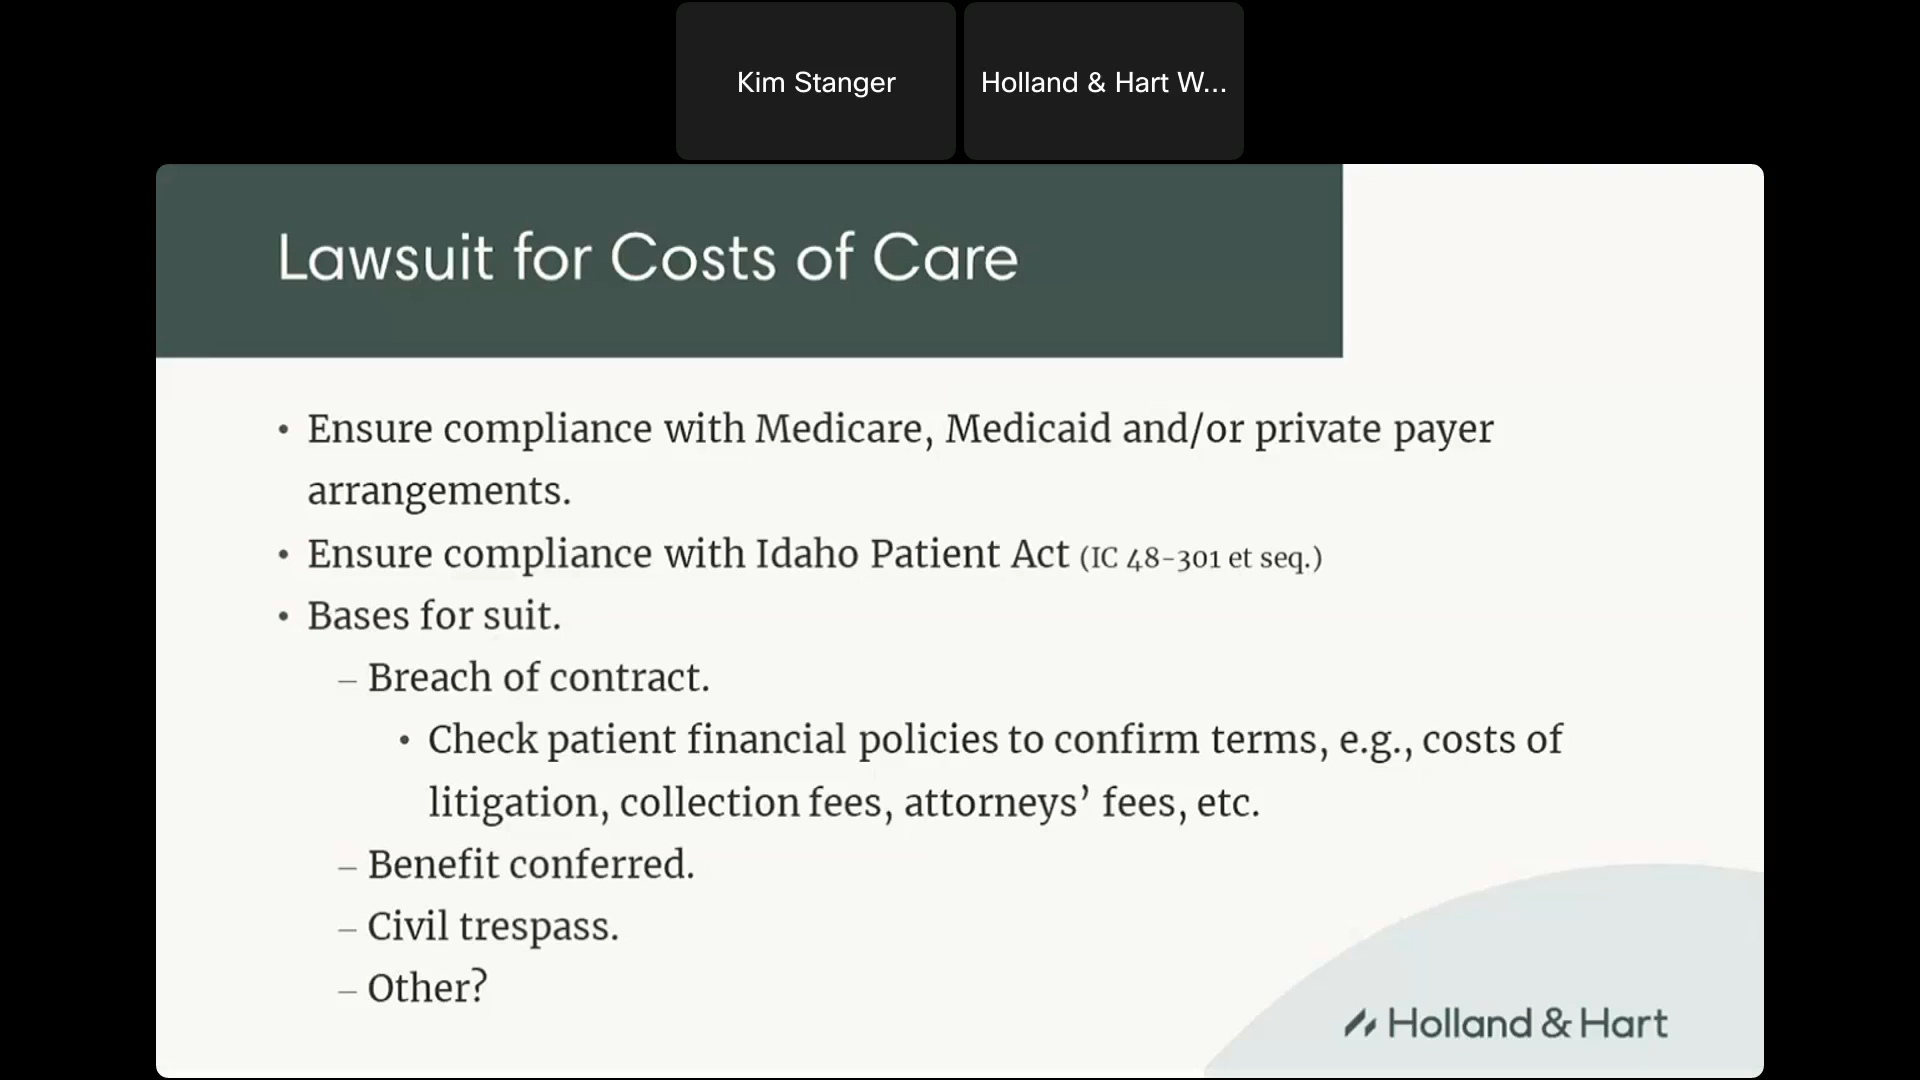 Kim Stanger
Holland & Hart W...
Lawsuit for Costs of Care
• Ensure compliance with Medicare, Medicaid and/or private payer
arrangements.
• Ensure compliance with Idaho Patient Act (IC 48-301 et seq.)
• Bases for suit.
– Breach of contract.
• Check patient financial policies to confirm terms, e.g., costs of
litigation, collection fees, attorneys’ fees, etc.
– Benefit conferred.
– Civil trespass.
– Other?
Holland & Hart